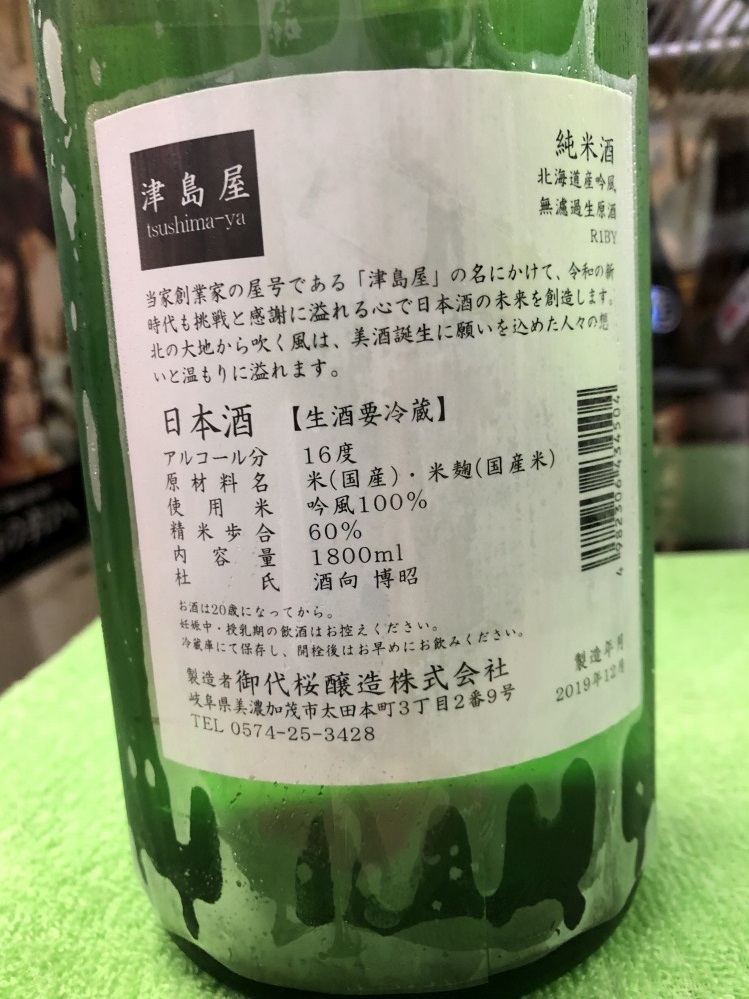 津島屋
tsushima-ya
純米酒
北海道産吟風
無濾過生原酒
R1BY
当家創業家の屋号である「津島屋」の名にかけて、令和の新
時代も挑戦と感謝に溢れる心で日本酒の未来を創造します。
北の大地から吹く風は、美酒誕生に願いを込めた人々の想
いと温もりに溢れます。
日本酒 【生酒要冷蔵】
アルコール分 16度
原材料名 米(国産)・米麹(国産米)
使用米 吟風100%
精米歩合 60%
内容量 1800ml
杜氏 酒向 博昭
お酒は20歳になってから。
妊娠中・授乳期の飲酒はお控えください。
冷蔵庫にて保存し、開栓後はお早めにお飲みください。
製造者御代桜醸造株式会社
岐阜県美濃加茂市太田本町3丁目2番9号
TEL 0574-25-3428
製造年月
2019年12月
4 982306 434504